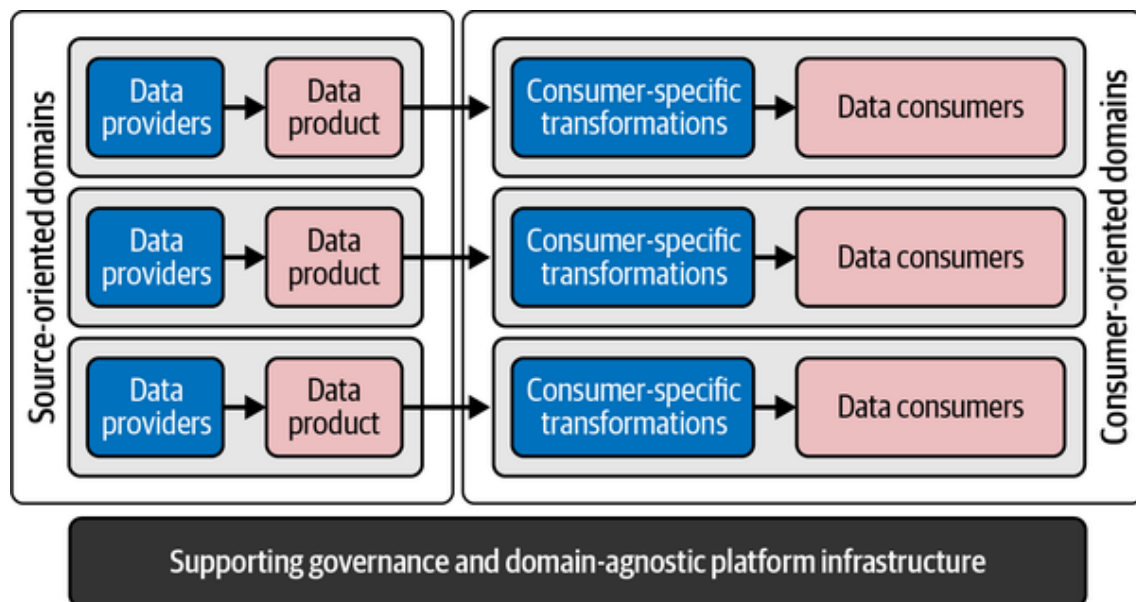 Source-oriented domains
Data
providers
Data
product
Consumer-specific
transformations
Data consumers
Data
providers
Data
product
Consumer-specific
transformations
Data consumers
Data
providers
Data
product
Consumer-specific
transformations
Data consumers
Consumer-oriented domains
Supporting governance and domain-agnostic platform infrastructure